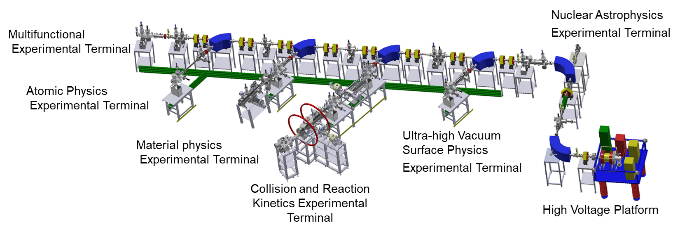 Nuclear Astrophysics
Experimental Terminal
Multifunctional
Experimental Terminal
Atomic Physics
Experimental Terminal
Material physics
Experimental Terminal
Ultra-high Vacuum
Surface Physics
Experimental Terminal
Collision and Reaction
Kinetics Experimental
Terminal
High Voltage Platform